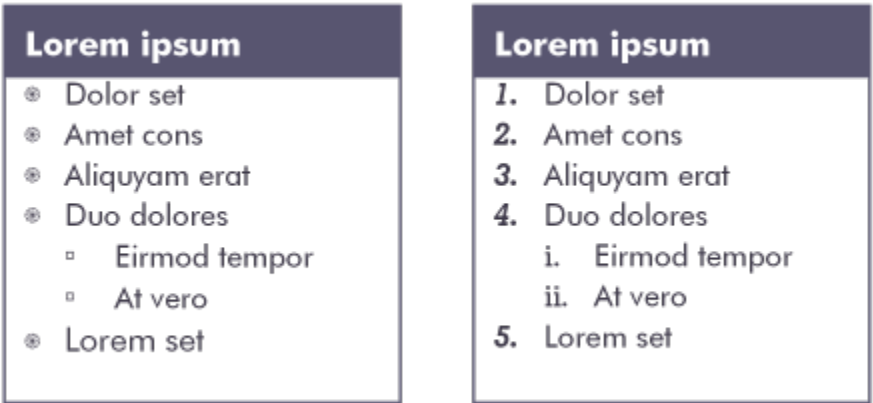 Lorem ipsum
Dolor set
Amet cons
Aliquyam erat
Duo dolores
Eirmod tempor
At vero
Lorem set
Lorem ipsum
1. Dolor set
2. Amet cons
3. Aliquyam erat
4. Duo dolores
i. Eirmod tempor
ii. At vero
5. Lorem set